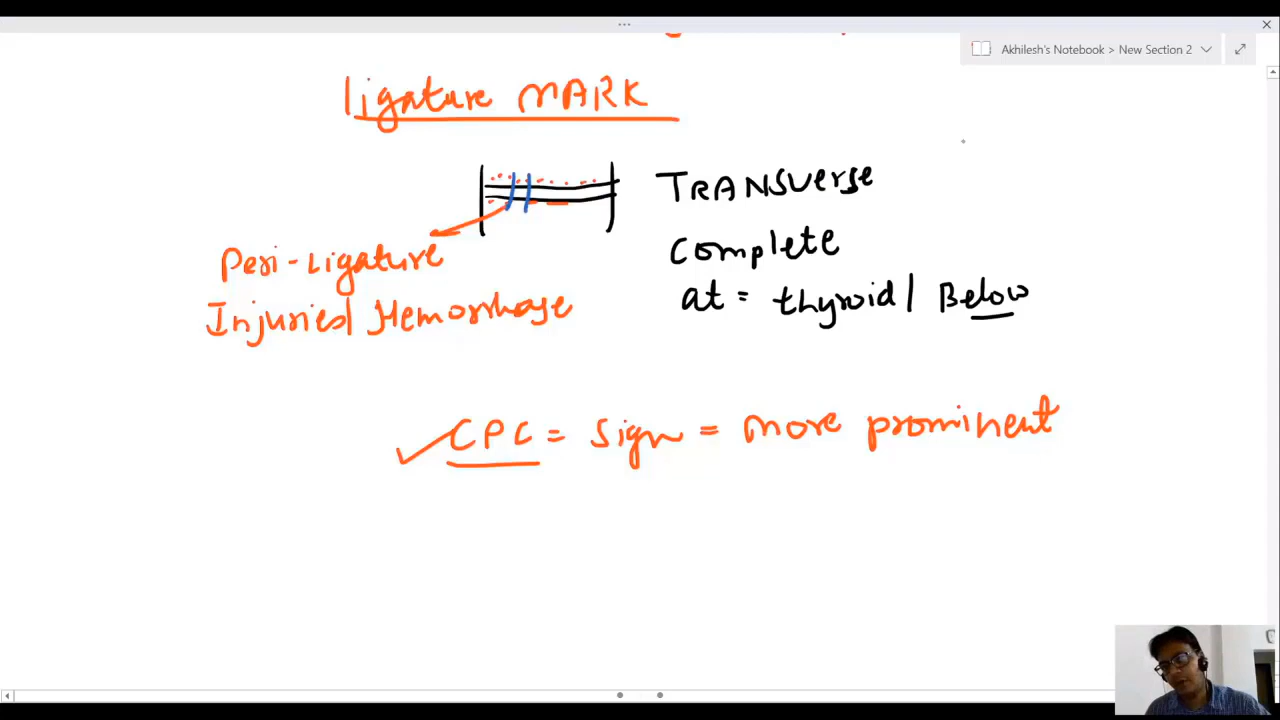 Akhilesh's Notebook > New Section 2
Ligature MARK
TRANSverse
Complete
at = thyroid / Below
Peri-Ligature
Injuries/Hemorrhage
CPC = Sign = more prominent